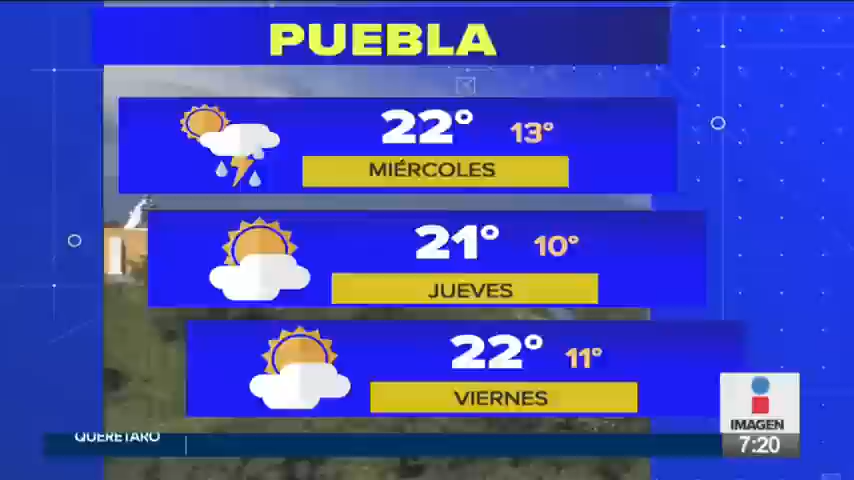 PUEBLA
22° 13°
MIÉRCOLES
21° 10°
JUEVES
22° 11°
VIERNES
IMAGEN
7:20
QUERÉTARO